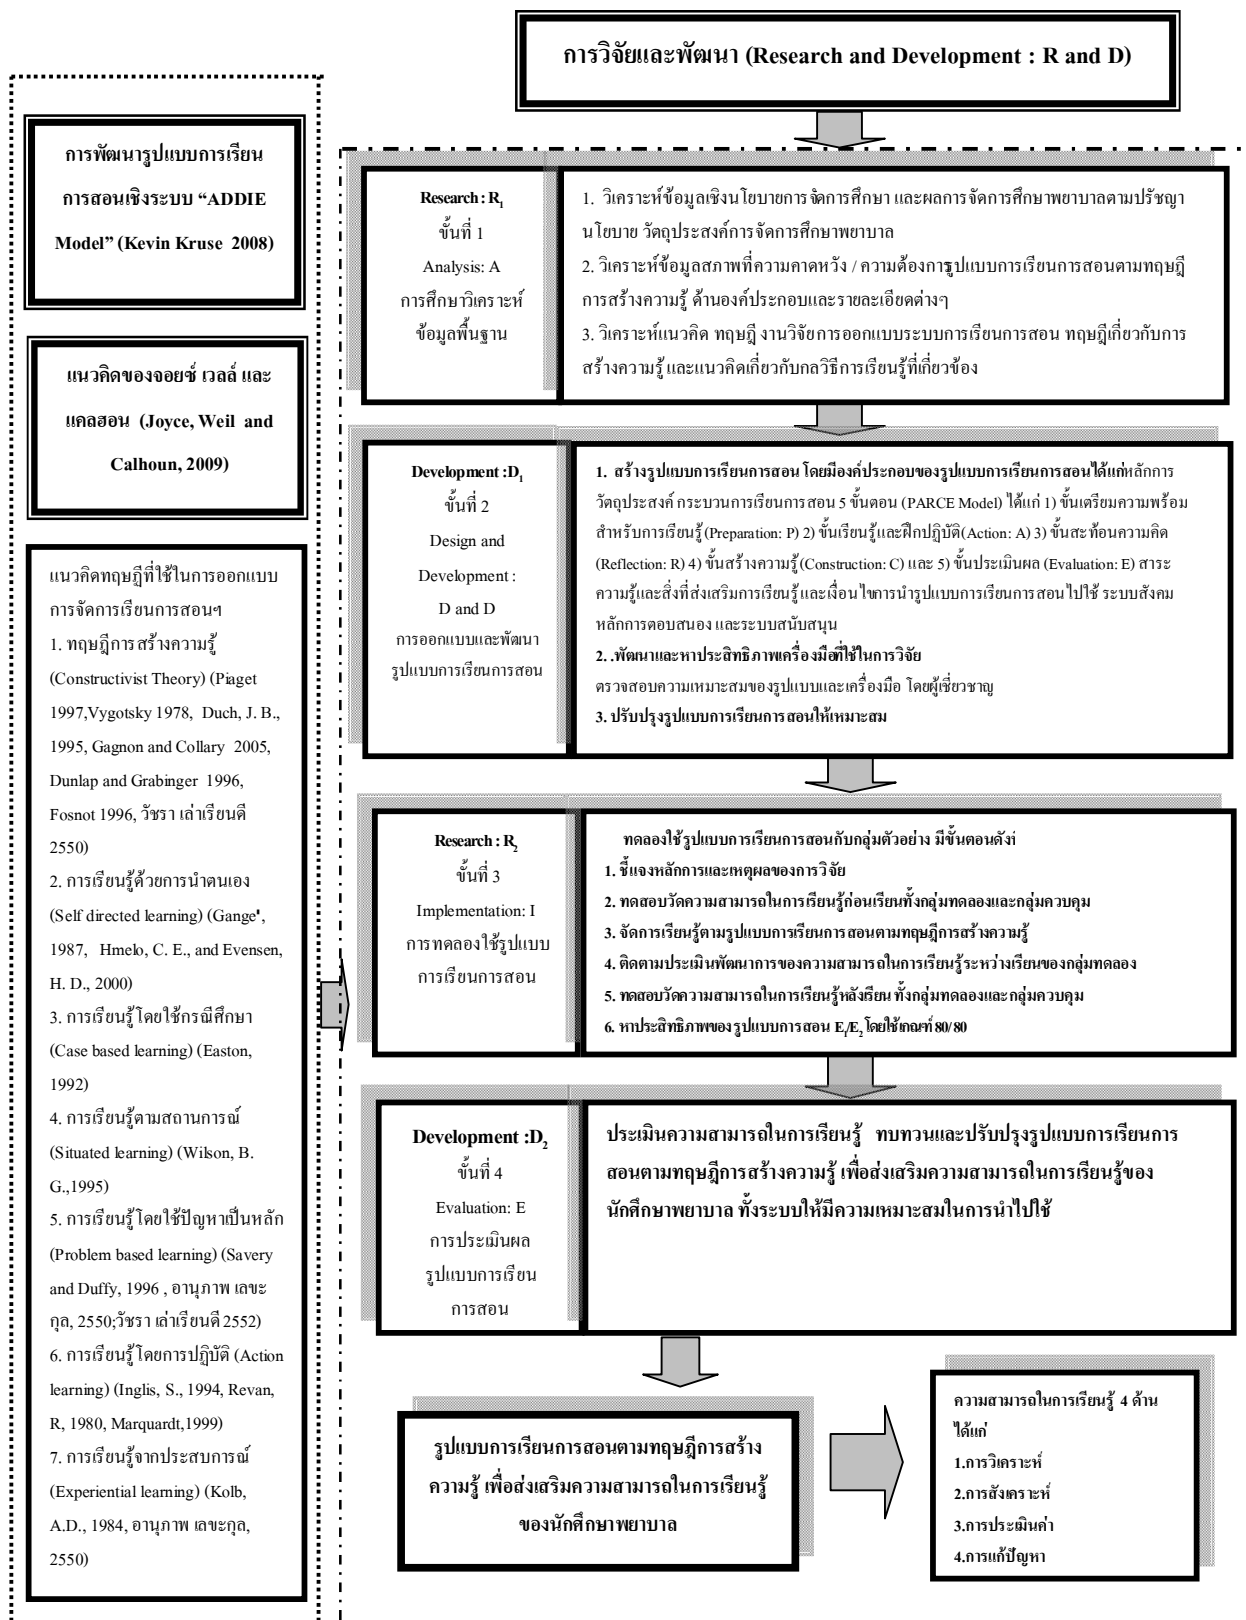 การวิจัยและพัฒนา (Research and Development : R and D)
การพัฒนารูปแบบการเรียน
การสอนเชิงระบบ “ADDIE
Model” (Kevin Kruse 2008)
แนวคิดของจอยซ์ เวลล์ และ
แคลฮอน (Joyce, Weil and
Calhoun, 2009)
แนวคิดทฤษฎีที่ใช้ในการออกแบบ
การจัดการเรียนการสอนฯ
1. ทฤษฎีการสร้างความรู้
(Constructivist Theory) (Piaget
1997,Vygotsky 1978, Duch, J. B.,
1995, Gagnon and Collary 2005,
Dunlap and Grabinger 1996,
Fosnot 1996, วัชรา เล่าเรียนดี
2550)
2. การเรียนรู้ด้วยการนำตนเอง
(Self directed learning) (Gange',
1987, Hmelo, C. E., and Evensen,
H. D., 2000)
3. การเรียนรู้โดยใช้กรณีศึกษา
(Case based learning) (Easton,
1992)
4. การเรียนรู้ตามสถานการณ์
(Situated learning) (Wilson, B.
G.,1995)
5. การเรียนรู้โดยใช้ปัญหาเป็นหลัก
(Problem based learning) (Savery
and Duffy, 1996 , อานุภาพ เลขะ
กุล, 2550;วัชรา เล่าเรียนดี 2552)
6. การเรียนรู้โดยการปฏิบัติ (Action
learning) (Inglis, S., 1994, Revan,
R, 1980, Marquardt,1999)
7. การเรียนรู้จากประสบการณ์
(Experiential learning) (Kolb,
A.D., 1984, อานุภาพ เลขะกุล,
2550)
Research : R1
ขั้นที่ 1
Analysis: A
การศึกษาวิเคราะห์
ข้อมูลพื้นฐาน
1. วิเคราะห์ข้อมูลเชิงนโยบายการจัดการศึกษา และผลการจัดการศึกษาพยาบาลตามปรัชญา
นโยบาย วัตถุประสงค์การจัดการศึกษาพยาบาล
2. วิเคราะห์ข้อมูลสภาพที่ความคาดหวัง / ความต้องการรูปแบบการเรียนการสอนตามทฤษฎี
การสร้างความรู้ ด้านองค์ประกอบและรายละเอียดต่างๆ
3. วิเคราะห์แนวคิด ทฤษฎี งานวิจัยการออกแบบระบบการเรียนการสอน ทฤษฎีเกี่ยวกับการ
สร้างความรู้ และแนวคิดเกี่ยวกับกลวิธีการเรียนรู้ที่เกี่ยวข้อง
Development :D1
ขั้นที่ 2
Design and
Development :
D and D
การออกแบบและพัฒนา
รูปแบบการเรียนการสอน
1. สร้างรูปแบบการเรียนการสอน โดยมีองค์ประกอบของรูปแบบการเรียนการสอนได้แก่หลักการ
วัตถุประสงค์ กระบวนการเรียนการสอน 5 ขั้นตอน (PARCE Model) ได้แก่ 1) ขั้นเตรียมความพร้อม
สำหรับการเรียนรู้(Preparation: P) 2) ขั้นเรียนรู้และฝึกปฏิบัติ(Action: A) 3) ขั้นสะท้อนความคิด
(Reflection: R) 4) ขั้นสร้างความรู้(Construction: C) และ 5) ขั้นประเมินผล (Evaluation: E) สาระ
ความรู้และสิ่งที่ส่งเสริมการเรียนรู้ และเงื่อนไขการนำรูปแบบการเรียนการสอนไปใช้ ระบบสังคม
หลักการตอบสนอง และระบบสนับสนุน
2. .พัฒนาและหาประสิทธิภาพเครื่องมือที่ใช้ในการวิจัย
ตรวจสอบความเหมาะสมของรูปแบบและเครื่องมือ โดยผู้เชี่ยวชาญ
3. ปรับปรุงรูปแบบการเรียนการสอนให้เหมาะสม
Research : R2
ขั้นที่ 3
Implementation: I
การทดลองใช้รูปแบบ
การเรียนการสอน
ทดลองใช้รูปแบบการเรียนการสอนกับกลุ่มตัวอย่าง มีขั้นตอนดังนี้
1. ชี้แจงหลักการและเหตุผลของการวิจัย
2. ทดสอบวัดความสามารถในการเรียนรู้ก่อนเรียนทั้งกลุ่มทดลองและกลุ่มควบคุม
3. จัดการเรียนรู้ตามรูปแบบการเรียนการสอนตามทฤษฎีการสร้างความรู้
4. ติดตามประเมินพัฒนาการของความสามารถในการเรียนรู้ระหว่างเรียนของกลุ่มทดลอง
5. ทดสอบวัดความสามารถในการเรียนรู้หลังเรียน ทั้งกลุ่มทดลองและกลุ่มควบคุม
6. หาประสิทธิภาพของรูปแบบการสอน E1/E2 โดยใช้เกณฑ์ 80/80
Development :D2
ขั้นที่ 4
Evaluation: E
การประเมินผล
รูปแบบการเรียน
การสอน
ประเมินความสามารถในการเรียนรู้ ทบทวนและปรับปรุงรูปแบบการเรียนการ
สอนตามทฤษฎีการสร้างความรู้ เพื่อส่งเสริมความสามารถในการเรียนรู้ของ
นักศึกษาพยาบาล ทั้งระบบให้มีความเหมาะสมในการนำไปใช้
รูปแบบการเรียนการสอนตามทฤษฎีการสร้าง
ความรู้ เพื่อส่งเสริมความสามารถในการเรียนรู้
ของนักศึกษาพยาบาล
ความสามารถในการเรียนรู้ 4 ด้าน
ได้แก่
1.การวิเคราะห์
2.การสังเคราะห์
3.การประเมินค่า
4.การแก้ปัญหา